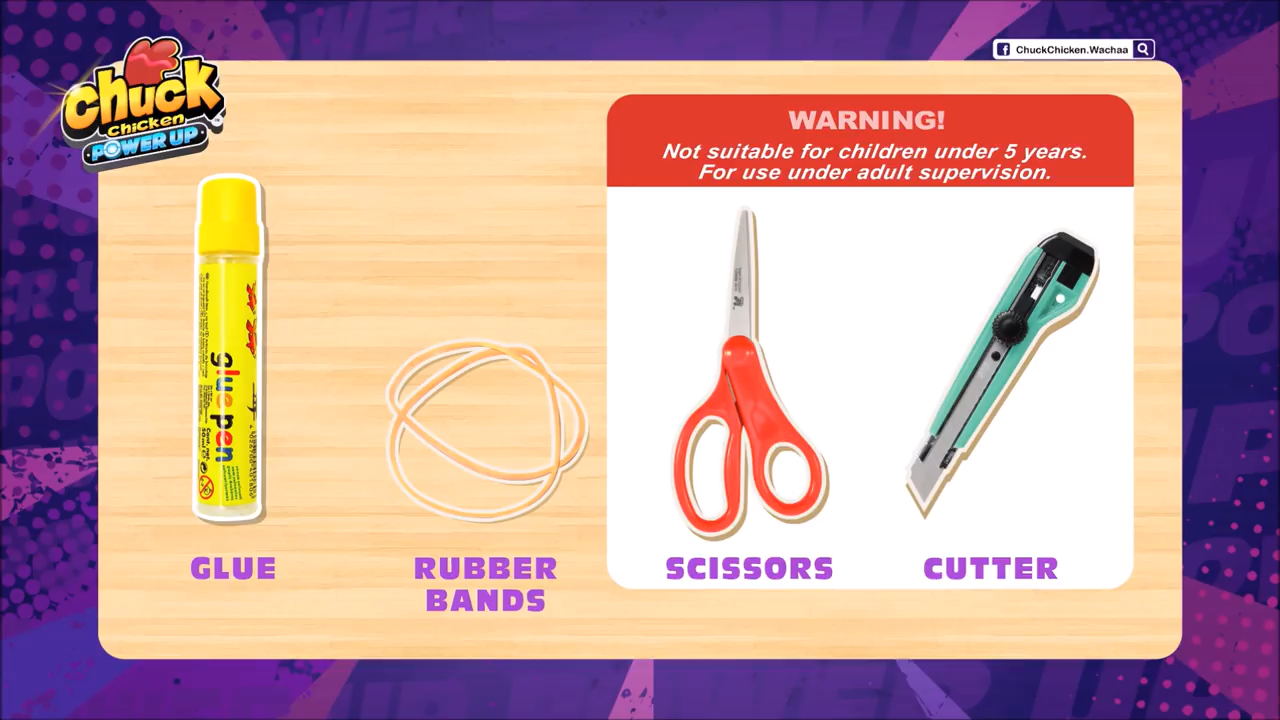 chuck
chicken
POWER UP
ChuckChicken.Wachaa
WARNING!
Not suitable for children under 5 years.
For use under adult supervision.
glue pen
GLUE
RUBBER
BANDS
SCISSORS
CUTTER